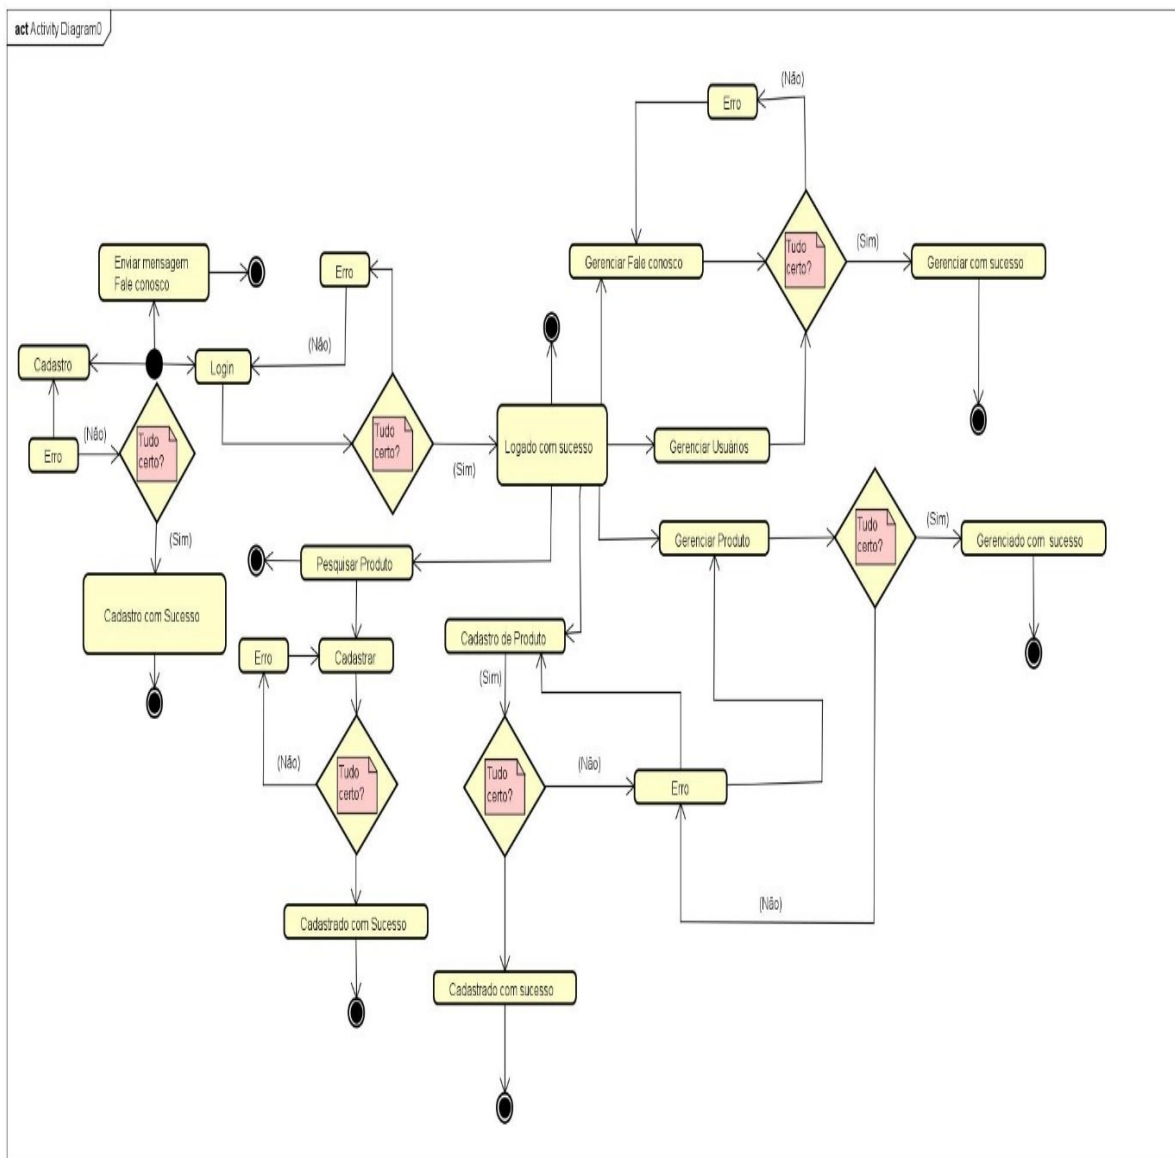 act Activity Diagram0
(Não)
Erro
Enviar mensagem
Fale conosco
Erro
Gerenciar Fale conosco
Tudo
certo?
(Sim)
Gerenciar com sucesso
Cadastro
Login
(Não)
Erro
(Não)
Tudo
certo?
Tudo
certo?
(Sim)
Logado com sucesso
Gerenciar Usuários
(Sim)
Pesquisar Produto
Gerenciar Produto
Tudo
certo?
(Sim)
Gerenciado com sucesso
Cadastro com Sucesso
Erro
Cadastrar
Cadastro de Produto
(Sim)
(Não)
Tudo
certo?
Tudo
certo?
(Não)
Erro
(Não)
Cadastrado com Sucesso
Cadastrado com sucesso